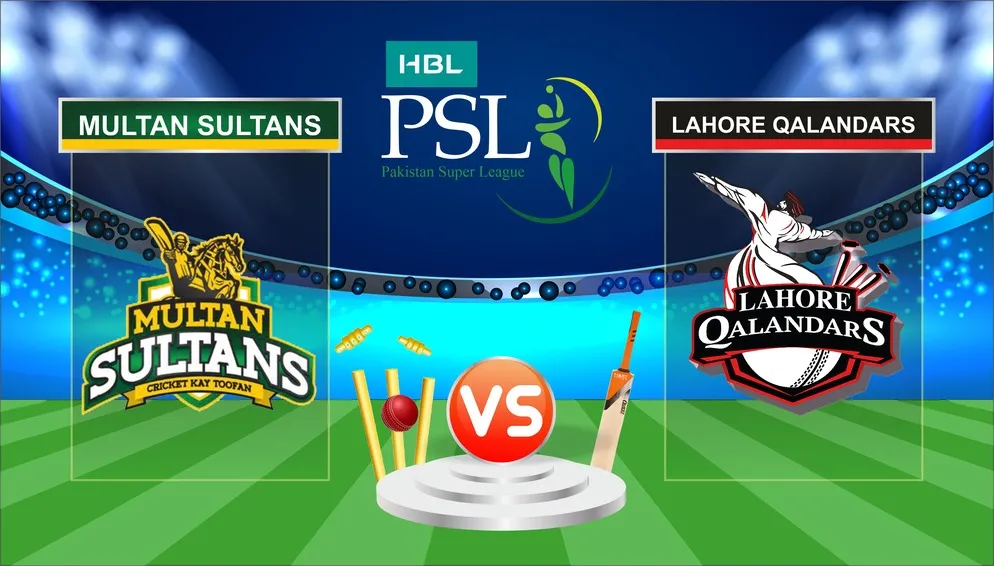 HBL
PSL
Pakistan Super League
MULTAN SULTANS
LAHORE QALANDARS
MULTAN
SULTANS
CRICKET KAY TOOFAN
LAHORE
QALANDARS
VS